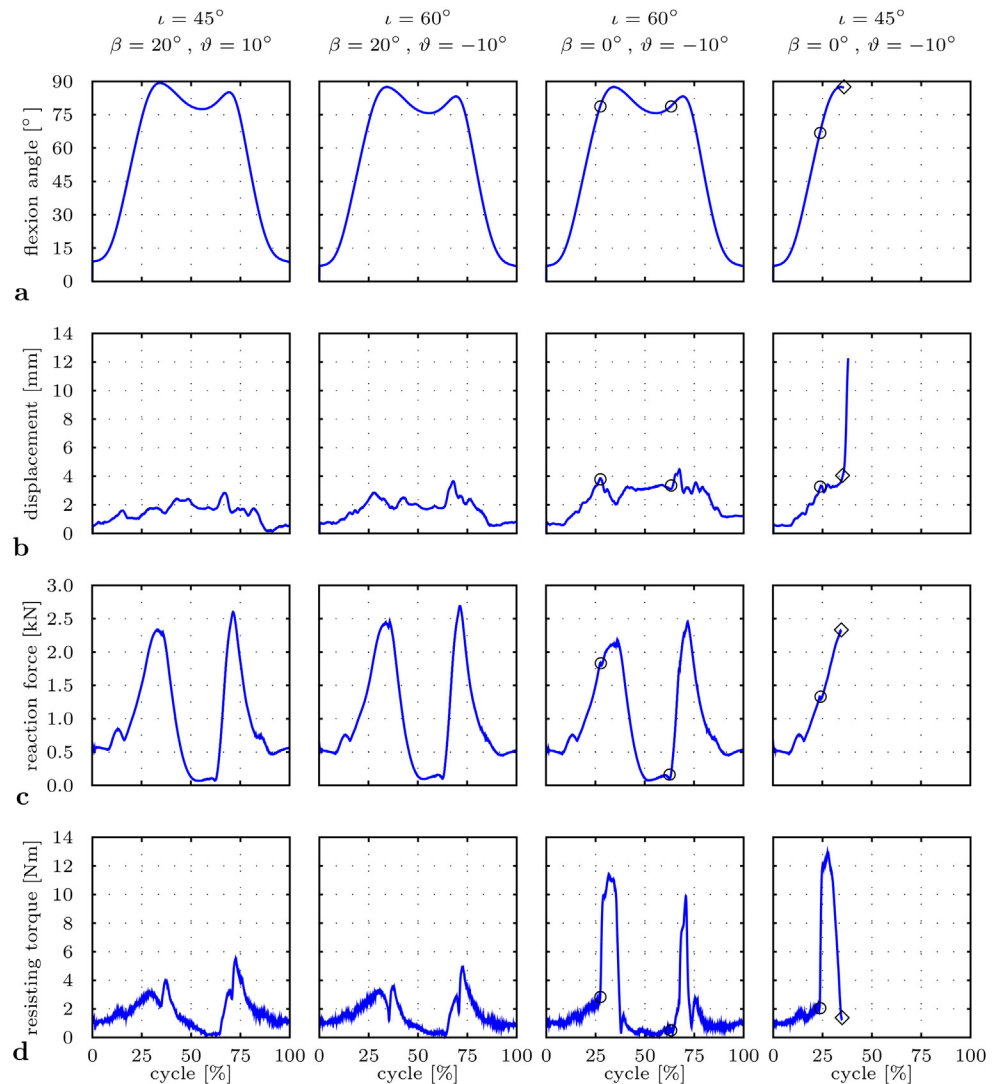 ι = 45° ι = 60° ι = 60° ι = 45°
β = 20° , ϑ = 10° β = 20° , ϑ = −10° β = 0° , ϑ = −10° β = 0° , ϑ = −10°
flexion angle [°]
90
75
60
45
30
15
0
a
displacement [mm]
14
12
10
8
6
4
2
0
b
reaction force [kN]
3.0
2.5
2.0
1.5
1.0
0.5
0.0
c
resisting torque [Nm]
14
12
10
8
6
4
2
0
d
0 25 50 75 100 0 25 50 75 100 0 25 50 75 100 0 25 50 75 100
cycle [%] cycle [%] cycle [%] cycle [%]